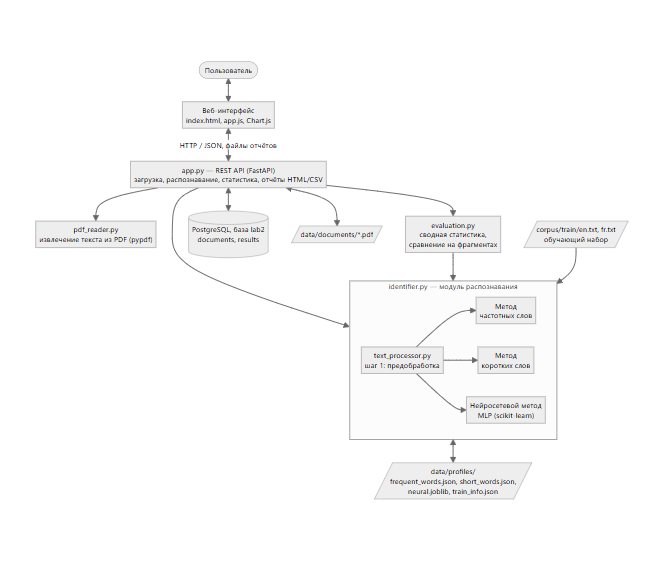 Пользователь
Веб-интерфейс
index.html, app.js, Chart.js
HTTP / JSON, файлы отчётов
app.py — REST API (FastAPI)
загрузка, распознавание, статистика, отчёты HTML/CSV
pdf_reader.py
извлечение текста из PDF (pypdf)
PostgreSQL, база lab2
documents, results
data/documents/*.pdf
evaluation.py
сводная статистика,
сравнение на фрагментах
corpus/train/en.txt, fr.txt
обучающий набор
identifier.py — модуль распознавания
Метод
частотных слов
text_processor.py
шаг 1: предобработка
Метод
коротких слов
Нейросетевой метод
MLP (scikit-learn)
data/profiles/
frequent_words.json, short_words.json,
neural.joblib, train_info.json